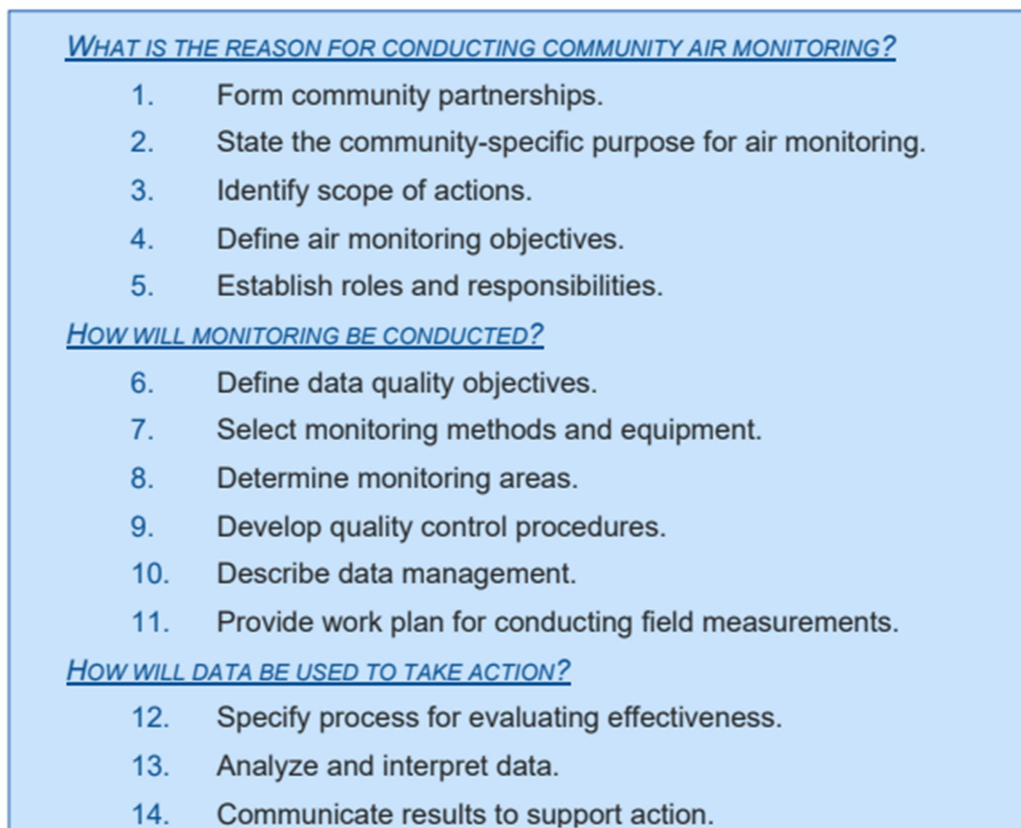 WHAT IS THE REASON FOR CONDUCTING COMMUNITY AIR MONITORING?
1. Form community partnerships.
2. State the community-specific purpose for air monitoring.
3. Identify scope of actions.
4. Define air monitoring objectives.
5. Establish roles and responsibilities.
HOW WILL MONITORING BE CONDUCTED?
6. Define data quality objectives.
7. Select monitoring methods and equipment.
8. Determine monitoring areas.
9. Develop quality control procedures.
10. Describe data management.
11. Provide work plan for conducting field measurements.
HOW WILL DATA BE USED TO TAKE ACTION?
12. Specify process for evaluating effectiveness.
13. Analyze and interpret data.
14. Communicate results to support action.